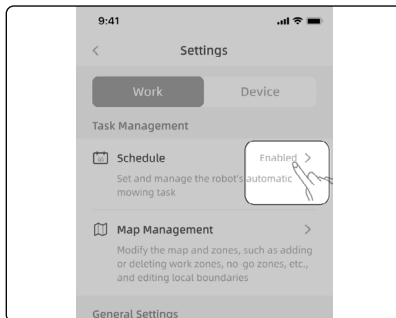 9:41
Settings
Work Device
Task Management
Schedule Enabled
Set and manage the robot's automatic
mowing task
Map Management
Modify the map and zones, such as adding
or deleting work zones, no-go zones, etc.,
and editing local boundaries
General Settings